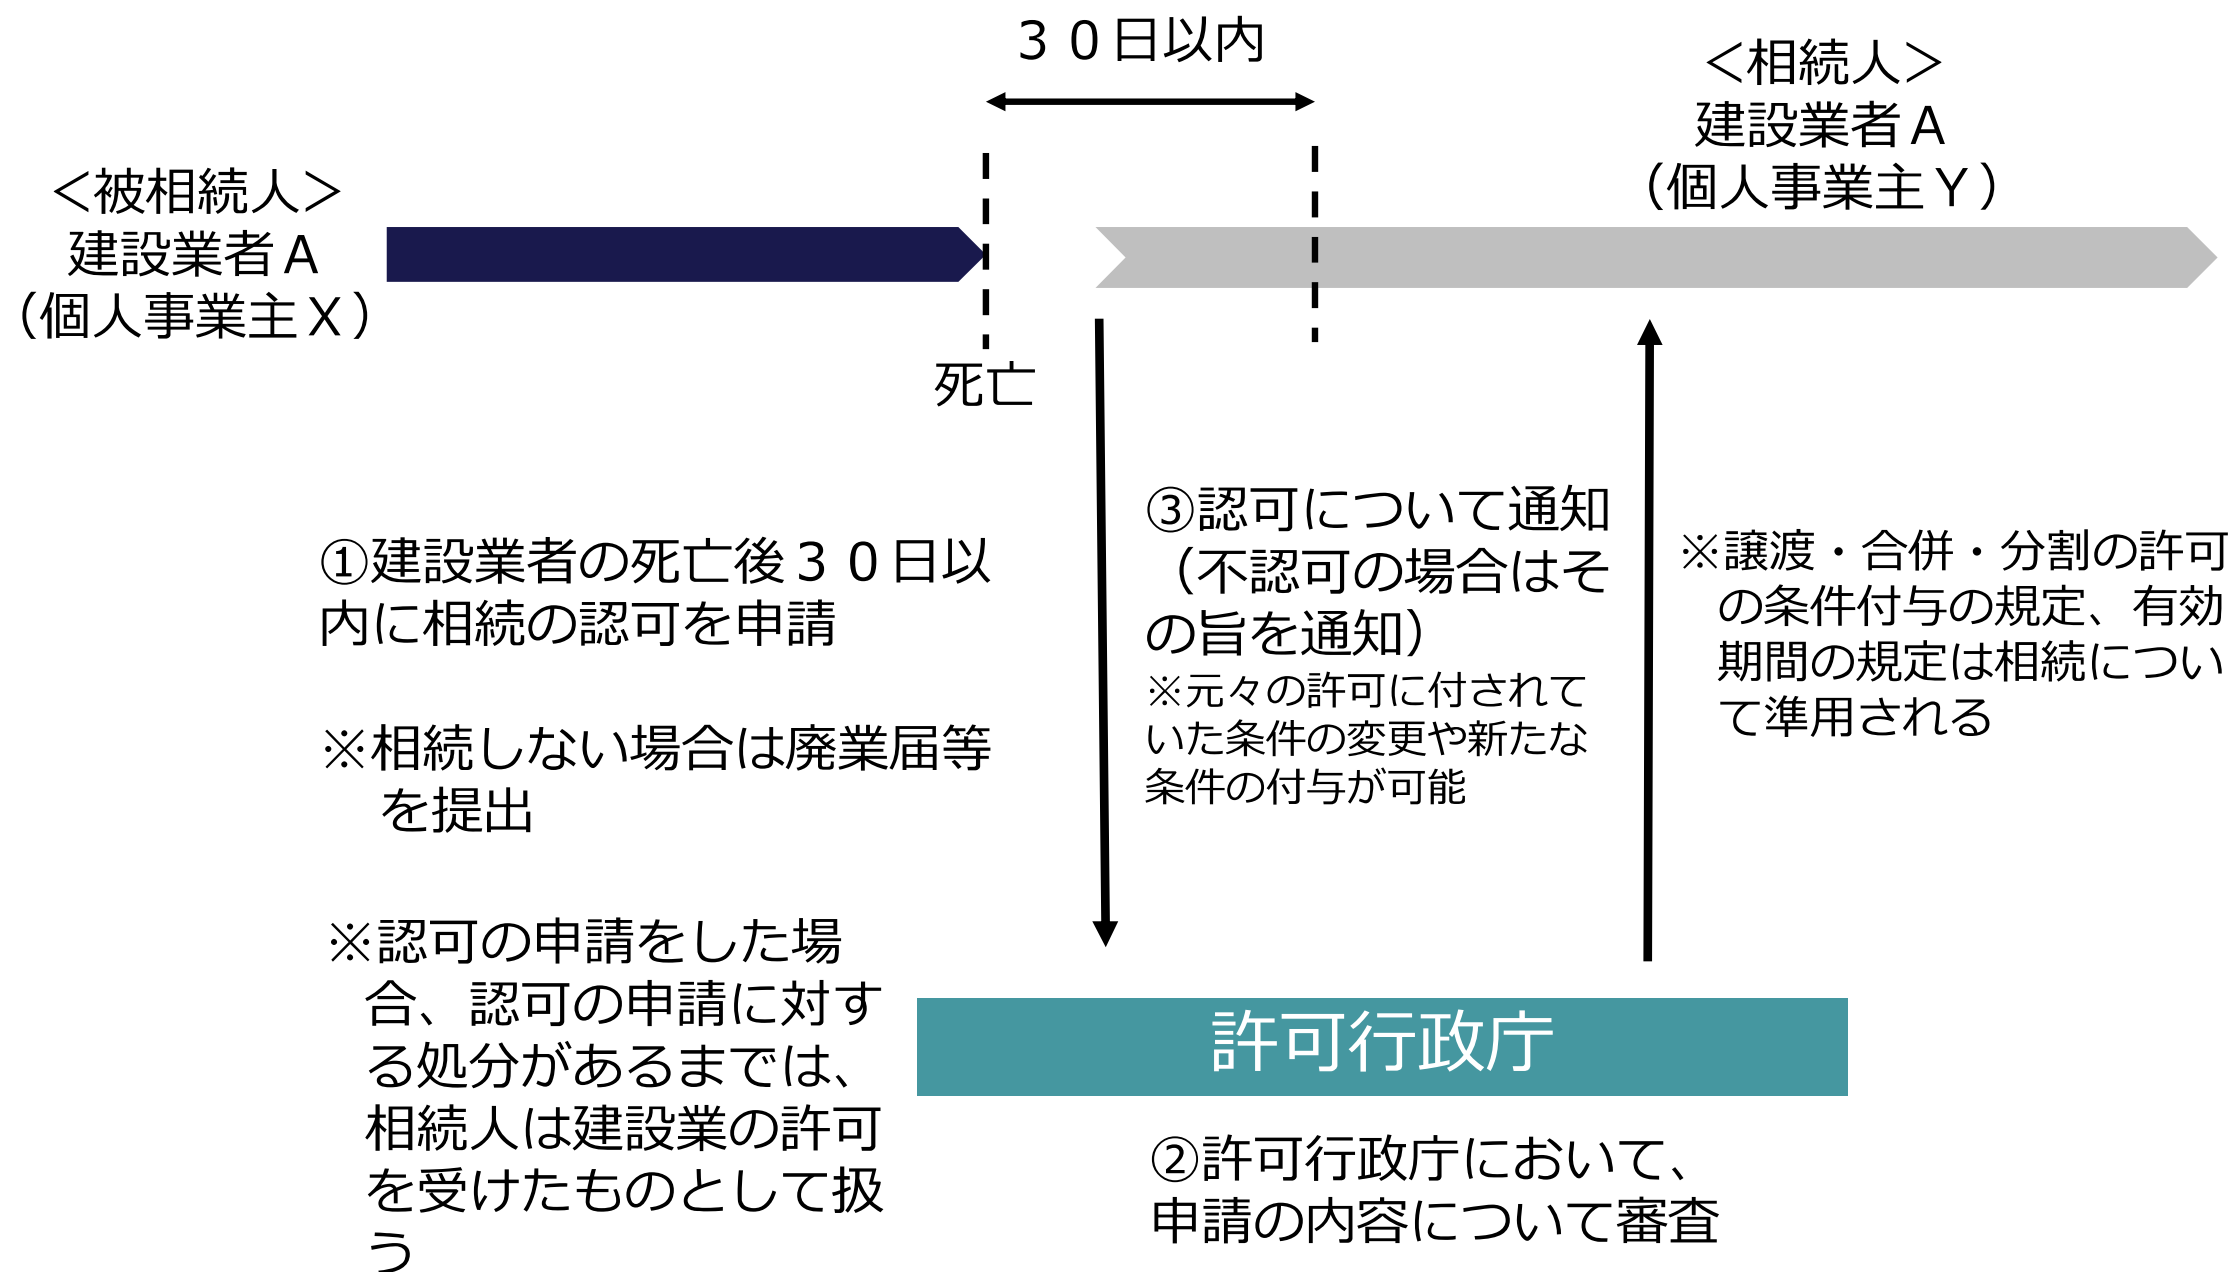 ３０日以内
＜被相続人＞
建設業者Ａ
（個人事業主Ｘ）
＜相続人＞
建設業者Ａ
（個人事業主Ｙ）
死亡
①建設業者の死亡後３０日以
内に相続の認可を申請
※相続しない場合は廃業届等
を提出
※認可の申請をした場
合、認可の申請に対す
る処分があるまでは、
相続人は建設業の許可
を受けたものとして扱
う
③認可について通知
（不認可の場合はそ
の旨を通知）
※元々の許可に付されて
いた条件の変更や新たな
条件の付与が可能
※譲渡・合併・分割の許可
の条件付与の規定、有効
期間の規定は相続につい
て準用される
許可行政庁
②許可行政庁において、
申請の内容について審査